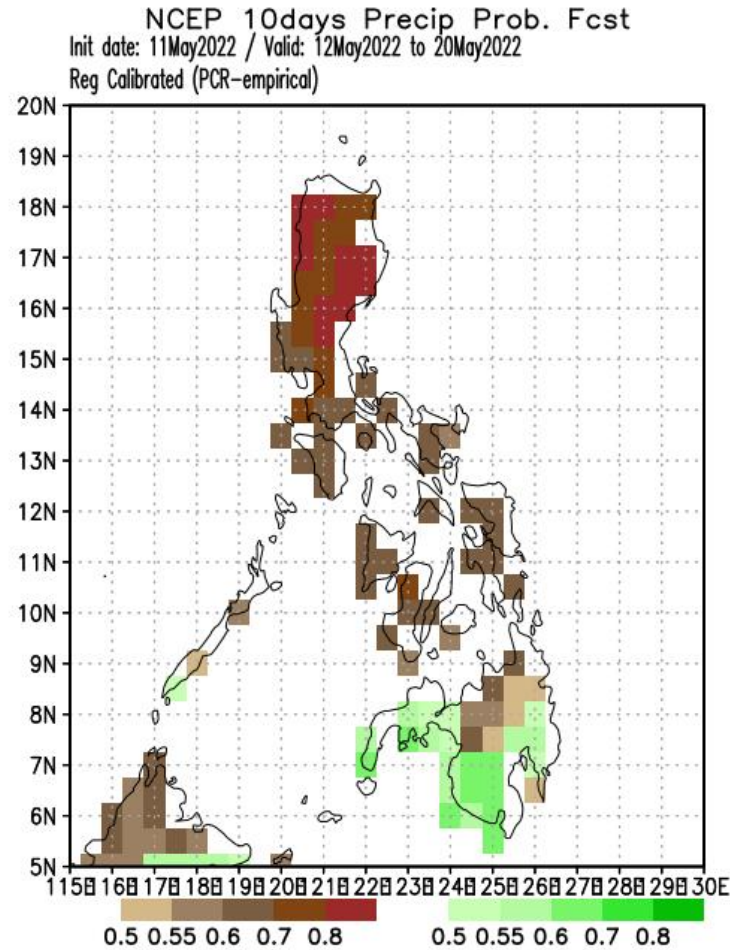 NCEP 10days Precip Prob. Fcst
Init date: 11May2022 / Valid: 12May2022 to 20May2022
Reg Calibrated (PCR-empirical)
20N
19N
18N
17N
16N
15N
14N
13N
12N
11N
10N
9N
8N
7N
6N
5N
115E 116E 117E 118E 119E 120E 121E 122E 123E 124E 125E 126E 127E 128E 129E 130E
0.5 0.55 0.6 0.7 0.8 0.5 0.55 0.6 0.7 0.8